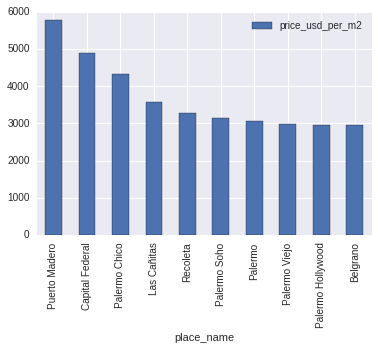 price_usd_per_m2
6000
5000
4000
3000
2000
1000
0
Puerto Madero
Capital Federal
Palermo Chico
Las Cañitas
Recoleta
Palermo Soho
Palermo
Palermo Viejo
Palermo Hollywood
Belgrano
place_name